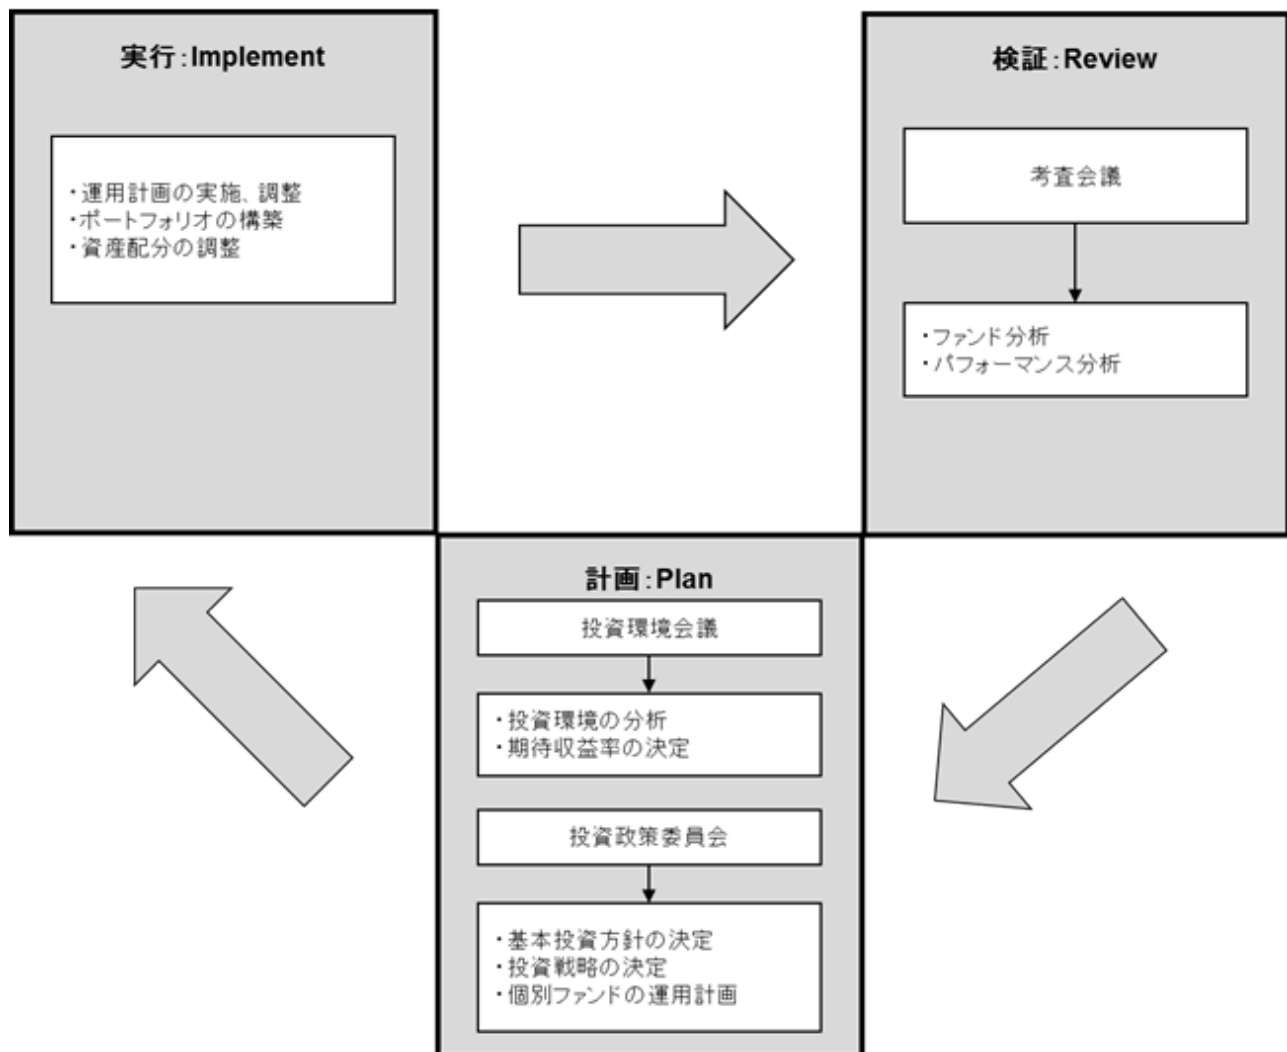 実行:Implement
・運用計画の実施、調整
・ポートフォリオの構築
・資産配分の調整
検証:Review
考査会議
・ファンド分析
・パフォーマンス分析
計画:Plan
投資環境会議
・投資環境の分析
・期待収益率の決定
投資政策委員会
・基本投資方針の決定
・投資戦略の決定
・個別ファンドの運用計画